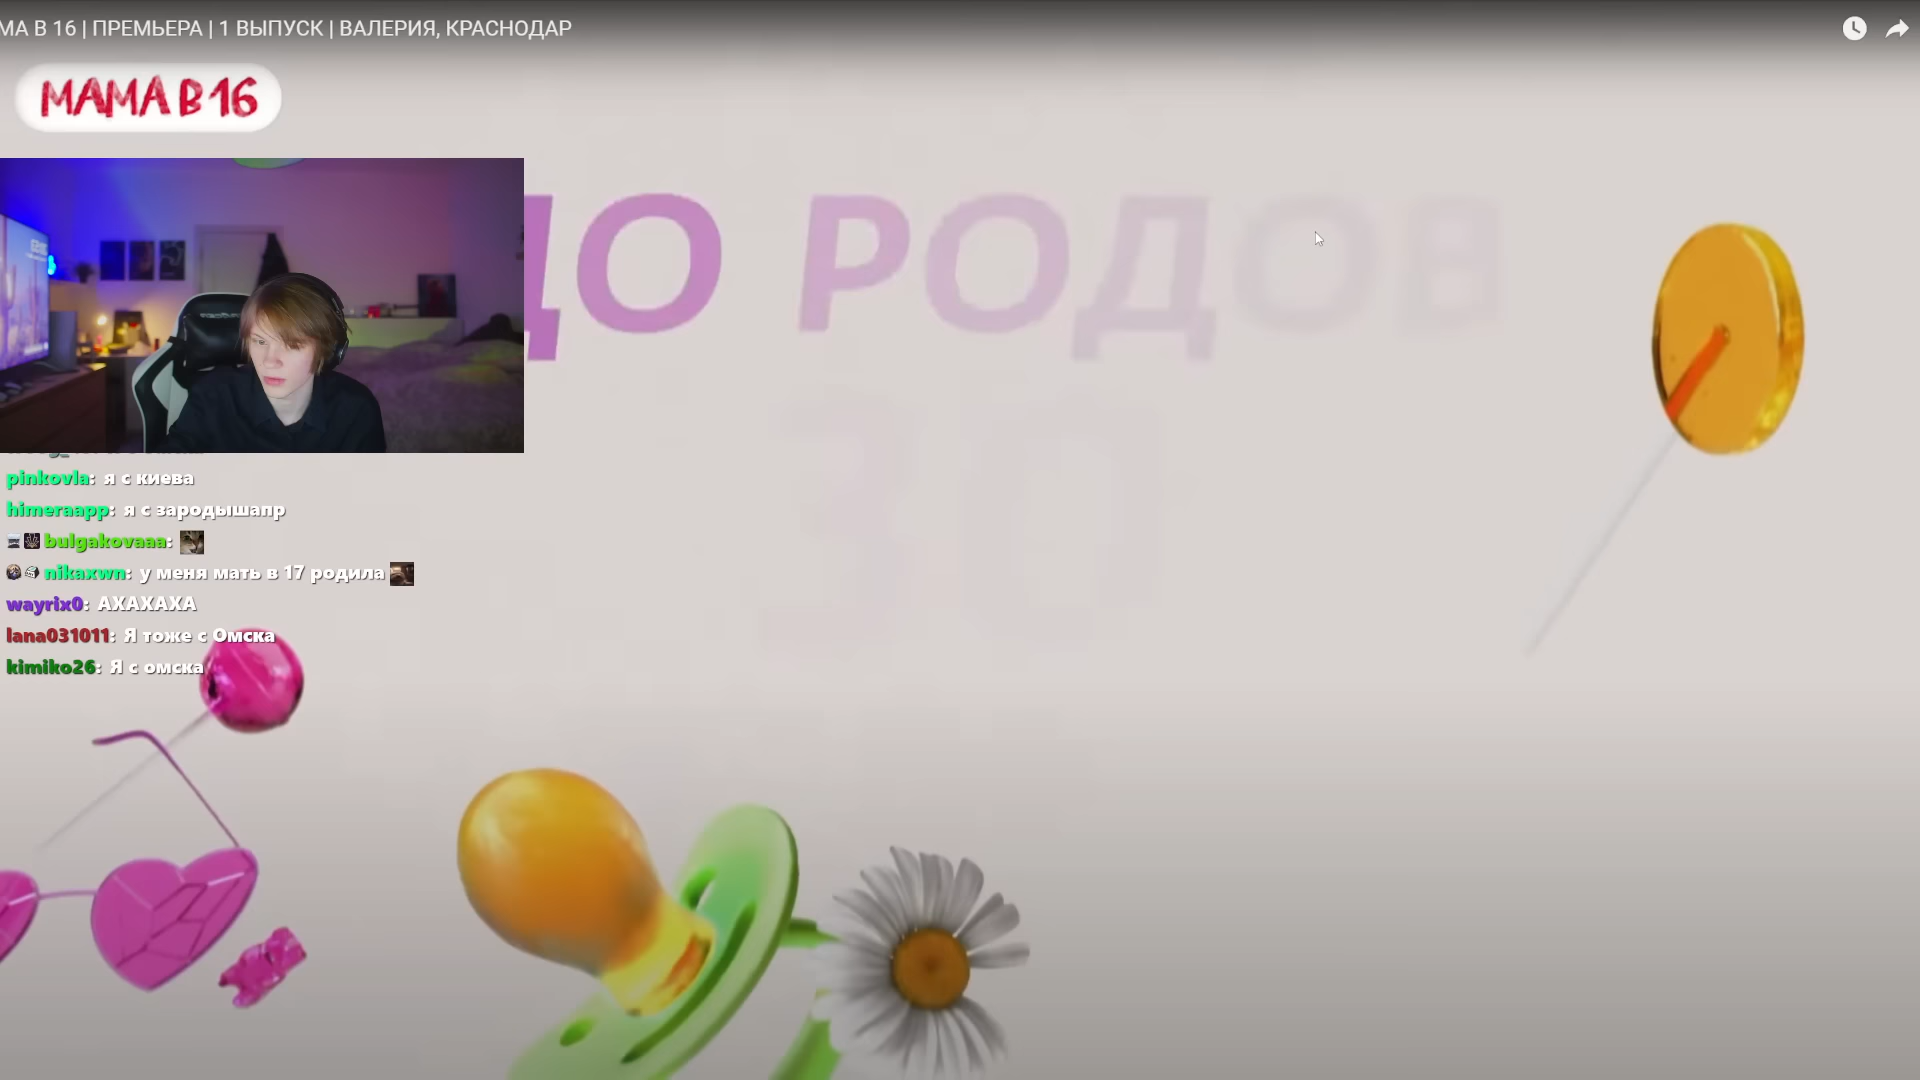 МА В 16 | ПРЕМЬЕРА | 1 ВЫПУСК | ВАЛЕРИЯ, КРАСНОДАР
МАМА В 16
ДО РОДОВ
30
pinkovla: я с киева
himeraapp: я с зародышапр
bulgakovaaa:
nikaxwn: у меня мать в 17 родила
wayrix0: АХАХАХА
lana031011: Я тоже с Омска
kimiko26: Я с омска